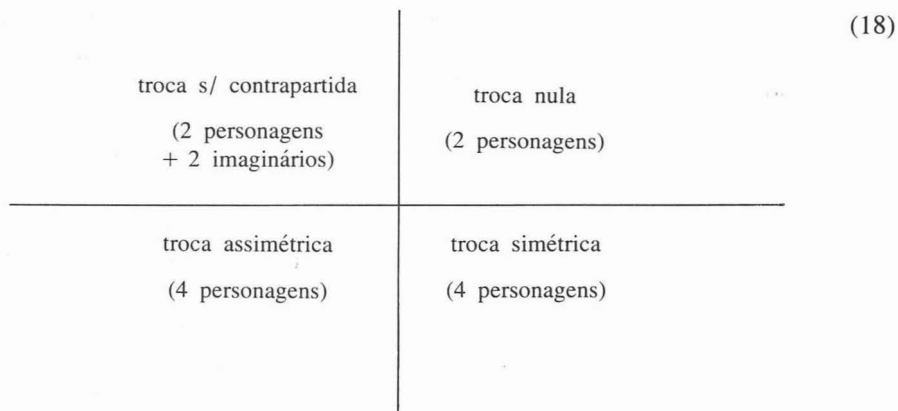 (18)
troca s/ contrapartida
(2 personagens
+ 2 imaginários)
troca nula
(2 personagens)
troca assimétrica
(4 personagens)
troca simétrica
(4 personagens)